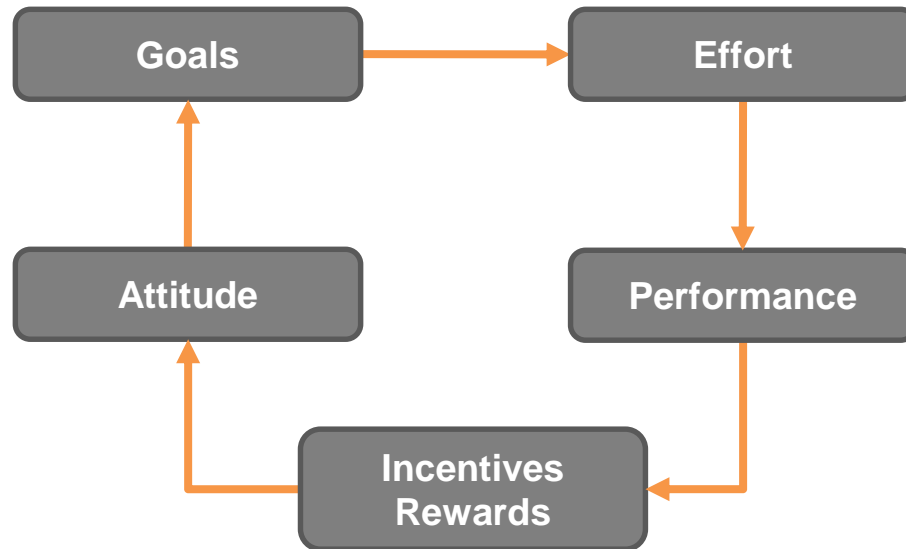 Goals
Effort
Attitude
Performance
Incentives
Rewards